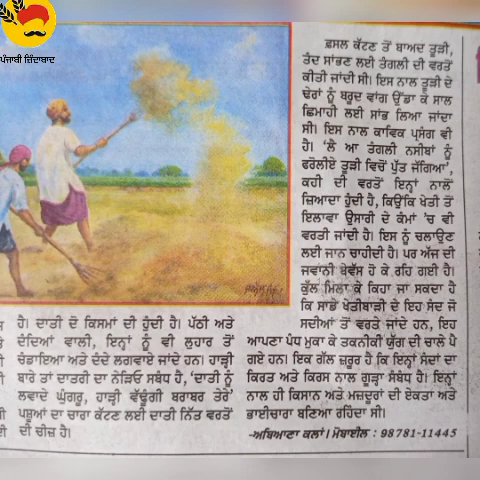 ਪੰਜਾਬੀ ਜ਼ਿੰਦਾਬਾਦ
ਹੈ। ਦਾਤੀ ਦੋ ਕਿਸਮਾਂ ਦੀ ਹੁੰਦੀ ਹੈ। ਪੱਠੀ ਅਤੇ
ਦੰਦਿਆਂ ਵਾਲੀ, ਇਨ੍ਹਾਂ ਨੂੰ ਵੀ ਲੁਹਾਰ ਤੋਂ
ਚੰਡਾਇਆ ਅਤੇ ਦੰਦੇ ਲਗਵਾਏ ਜਾਂਦੇ ਹਨ। ਹਾੜ੍ਹੀ
ਬਾਰੇ ਤਾਂ ਦਾਤਰੀ ਦਾ ਨੇੜਿਓਂ ਸਬੰਧ ਹੈ, 'ਦਾਤੀ ਨੂੰ
ਲਵਾਦੇ ਘੁੰਗਰੂ, ਹਾੜ੍ਹੀ ਵੱਢੂੰਗੀ ਬਰਾਬਰ ਤੇਰੇ'
ਪਸ਼ੂਆਂ ਦਾ ਚਾਰਾ ਕੱਟਣ ਲਈ ਦਾਤੀ ਨਿੱਤ ਵਰਤੋਂ
ਦੀ ਚੀਜ਼ ਹੈ।
ਫ਼ਸਲ ਕੱਟਣ ਤੋਂ ਬਾਅਦ ਤੂੜੀ,
ਤੰਦ ਸਾਂਭਣ ਲਈ ਤੰਗਲੀ ਦੀ ਵਰਤੋਂ
ਕੀਤੀ ਜਾਂਦੀ ਸੀ। ਇਸ ਨਾਲ ਤੂੜੀ ਦੇ
ਢੇਰਾਂ ਨੂੰ ਬਰੂਦ ਵਾਂਗ ਉਡਾ ਕੇ ਸਾਲ
ਛਿਮਾਹੀ ਲਈ ਸਾਂਭ ਲਿਆ ਜਾਂਦਾ
ਸੀ। ਇਸ ਨਾਲ ਕਾਵਿਕ ਪ੍ਰਸੰਗ ਵੀ
ਹੈ। 'ਲੈ ਆ ਤੰਗਲੀ ਨਸੀਬਾਂ ਨੂੰ
ਫਰੋਲੀਏ ਤੂੜੀ ਵਿਚੋਂ ਪੁੱਤ ਜੱਗਿਆ',
ਕਹੀ ਦੀ ਵਰਤੋਂ ਇਨ੍ਹਾਂ ਨਾਲੋਂ
ਜ਼ਿਆਦਾ ਹੁੰਦੀ ਹੈ, ਕਿਉਂਕਿ ਖੇਤੀ ਤੋਂ
ਇਲਾਵਾ ਉਸਾਰੀ ਦੇ ਕੰਮਾਂ 'ਚ ਵੀ
ਵਰਤੀ ਜਾਂਦੀ ਹੈ। ਇਸ ਨੂੰ ਚਲਾਉਣ
ਲਈ ਜਾਨ ਚਾਹੀਦੀ ਹੈ। ਪਰ ਅੱਜ ਦੀ
ਜਵਾਨੀ ਬੇਵੱਸ ਹੋ ਕੇ ਰਹਿ ਗਈ ਹੈ।
ਕੁੱਲ ਮਿਲਾ ਕੇ ਕਿਹਾ ਜਾ ਸਕਦਾ ਹੈ
ਕਿ ਸਾਡੇ ਖੇਤੀਬਾੜੀ ਦੇ ਇਹ ਸੰਦ ਜੋ
ਸਦੀਆਂ ਤੋਂ ਵਰਤੇ ਜਾਂਦੇ ਹਨ, ਇਹ
ਆਪਣਾ ਪੰਧ ਮੁਕਾ ਕੇ ਤਕਨੀਕੀ ਯੁੱਗ ਦੀ ਚਾਲੇ ਪੈ
ਗਏ ਹਨ। ਇਕ ਗੱਲ ਜ਼ਰੂਰ ਹੈ ਕਿ ਇਨ੍ਹਾਂ ਸੰਦਾਂ ਦਾ
ਕਿਰਤ ਅਤੇ ਕਿਰਸ ਨਾਲ ਗੂੜ੍ਹਾ ਸੰਬੰਧ ਹੈ। ਇਨ੍ਹਾਂ
ਨਾਲ ਹੀ ਕਿਸਾਨ ਅਤੇ ਮਜ਼ਦੂਰਾਂ ਦੀ ਏਕਤਾ ਅਤੇ
ਭਾਈਚਾਰਾ ਬਣਿਆ ਰਹਿੰਦਾ ਸੀ।
-ਅਬਿਆਣਾ ਕਲਾਂ। ਮੋਬਾਈਲ : 98781-11445